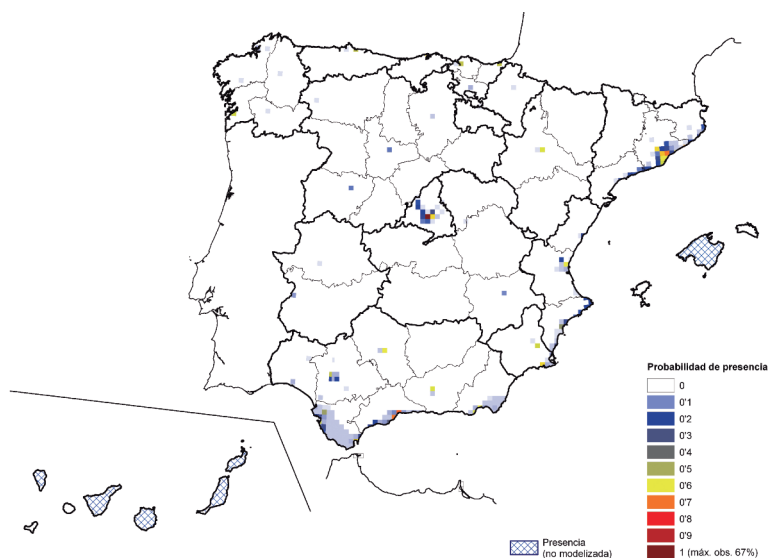 Probabilidad de presencia
0
0'1
0'2
0'3
0'4
0'5
0'6
0'7
0'8
0'9
1 (máx. obs. 67%)
Presencia
(no modelizada)